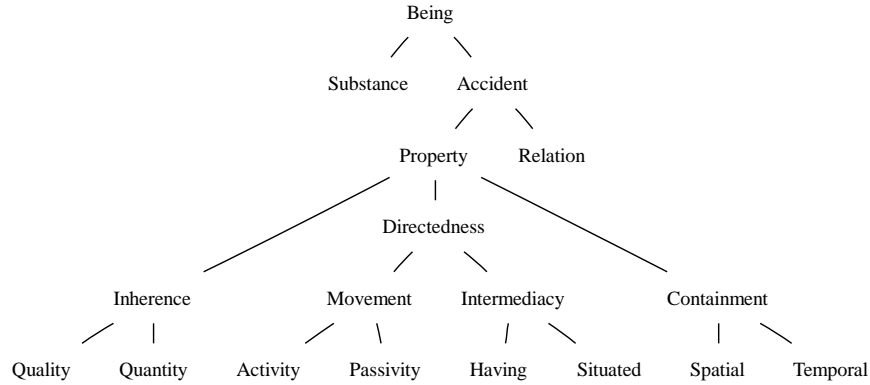 Being
Substance Accident
Property Relation
Directedness
Inherence Movement Intermediacy Containment
Quality Quantity Activity Passivity Having Situated Spatial Temporal